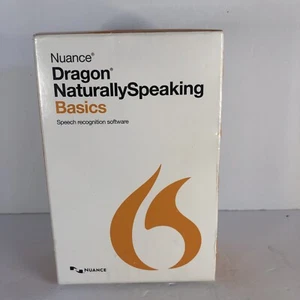 Nuance®
Dragon®
NaturallySpeaking
Basics
Speech recognition software
NUANCE